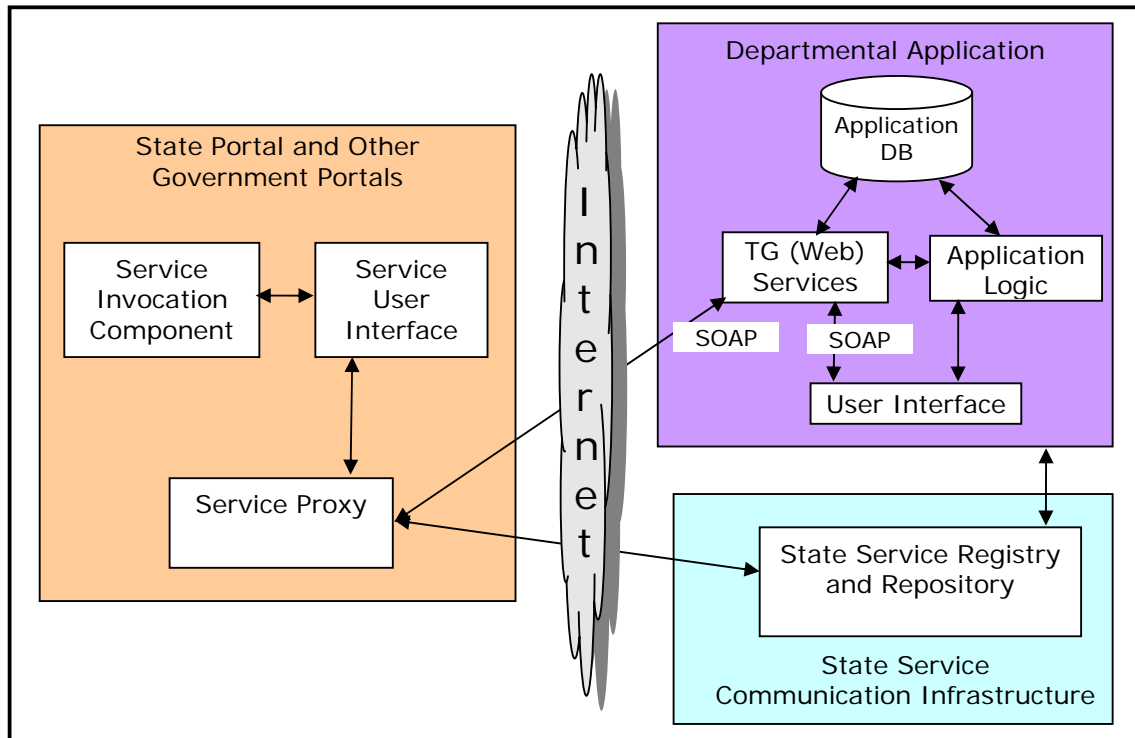 State Portal and Other
Government Portals
Service
Invocation
Component
Service
User
Interface
Service Proxy
Internet
Departmental Application
Application
DB
TG (Web)
Services
Application
Logic
SOAP
SOAP
User Interface
State Service Registry
and Repository
State Service
Communication Infrastructure